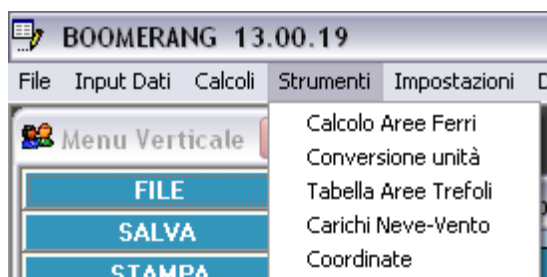 BOOMERANG 13.00.19
File Input Dati Calcoli Strumenti Impostazioni
Calcolo Aree Ferri
Menu Verticale
Conversione unità
FILE
Tabella Aree Trefoli
SALVA
Carichi Neve-Vento
Coordinate
STAMPA